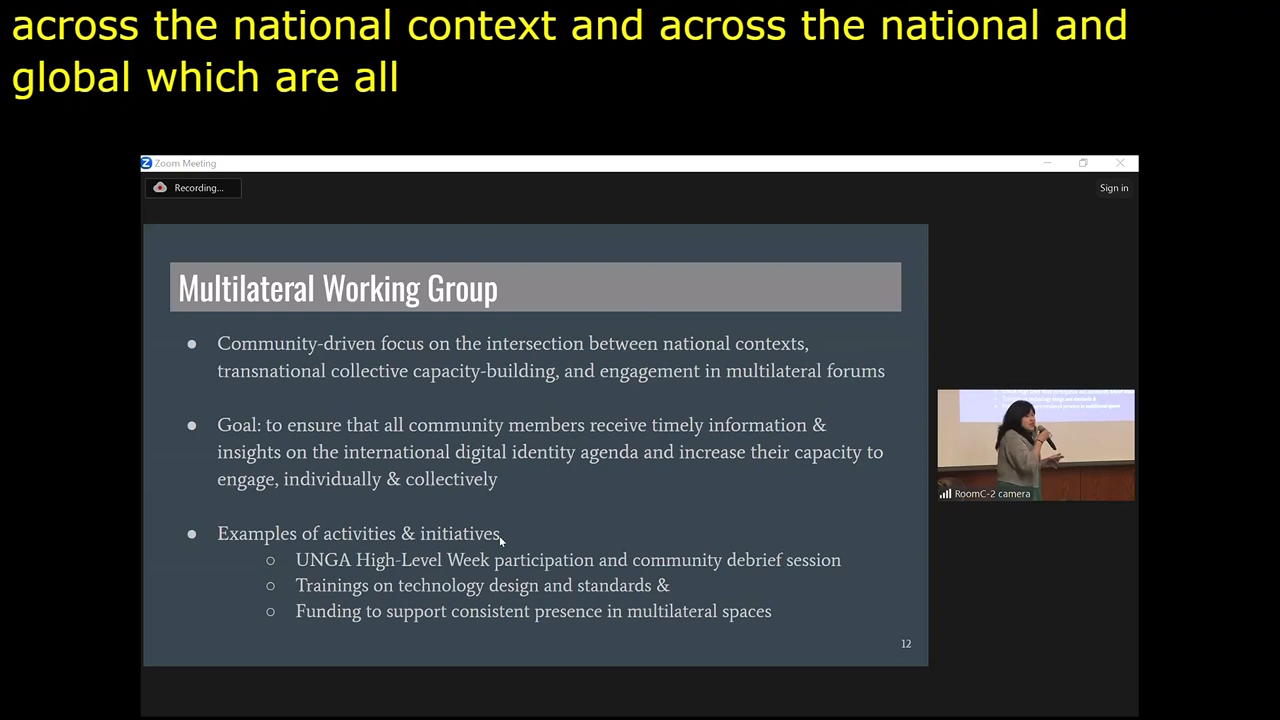 across the national context and across the national and
global which are all
Zoom Meeting
Recording...
Sign in
Multilateral Working Group
● Community-driven focus on the intersection between national contexts,
transnational collective capacity-building, and engagement in multilateral forums
● Goal: to ensure that all community members receive timely information &
insights on the international digital identity agenda and increase their capacity to
engage, individually & collectively
● Examples of activities & initiatives
○ UNGA High-Level Week participation and community debrief session
○ Trainings on technology design and standards &
○ Funding to support consistent presence in multilateral spaces
12
RoomC-2 camera